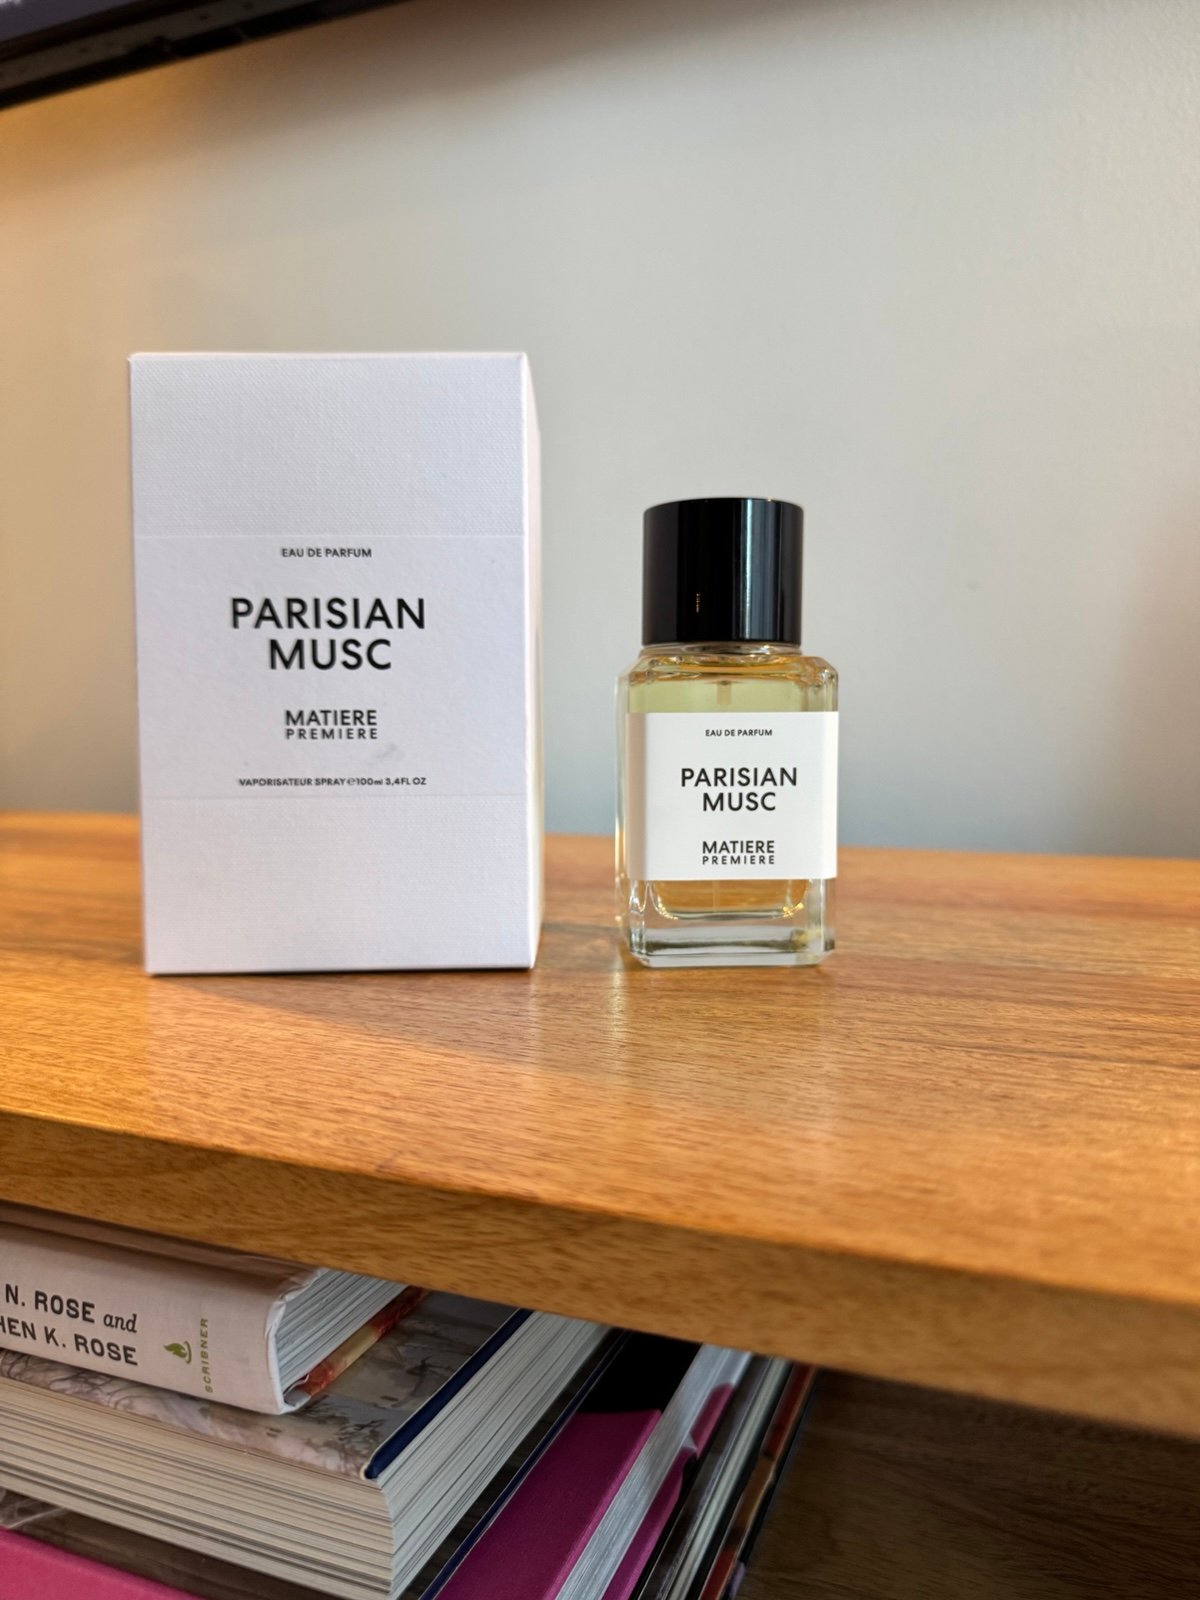 EAU DE PARFUM
PARISIAN
MUSC
MATIERE
PREMIERE
VAPORISATEUR SPRAY ℮100ml 3,4FL OZ
EAU DE PARFUM
PARISIAN
MUSC
MATIERE
PREMIERE
N. ROSE and
HEN K. ROSE
SCRIBNER